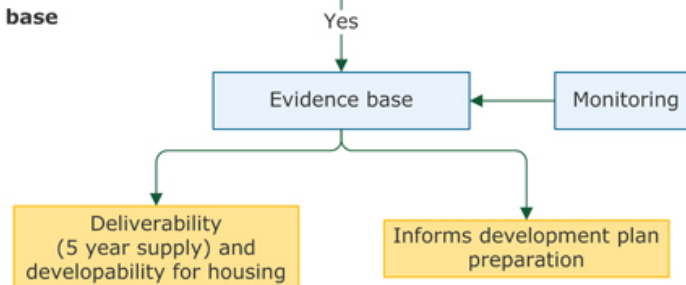 base
Yes
Evidence base
Monitoring
Deliverability
(5 year supply) and
developability for housing
Informs development plan
preparation